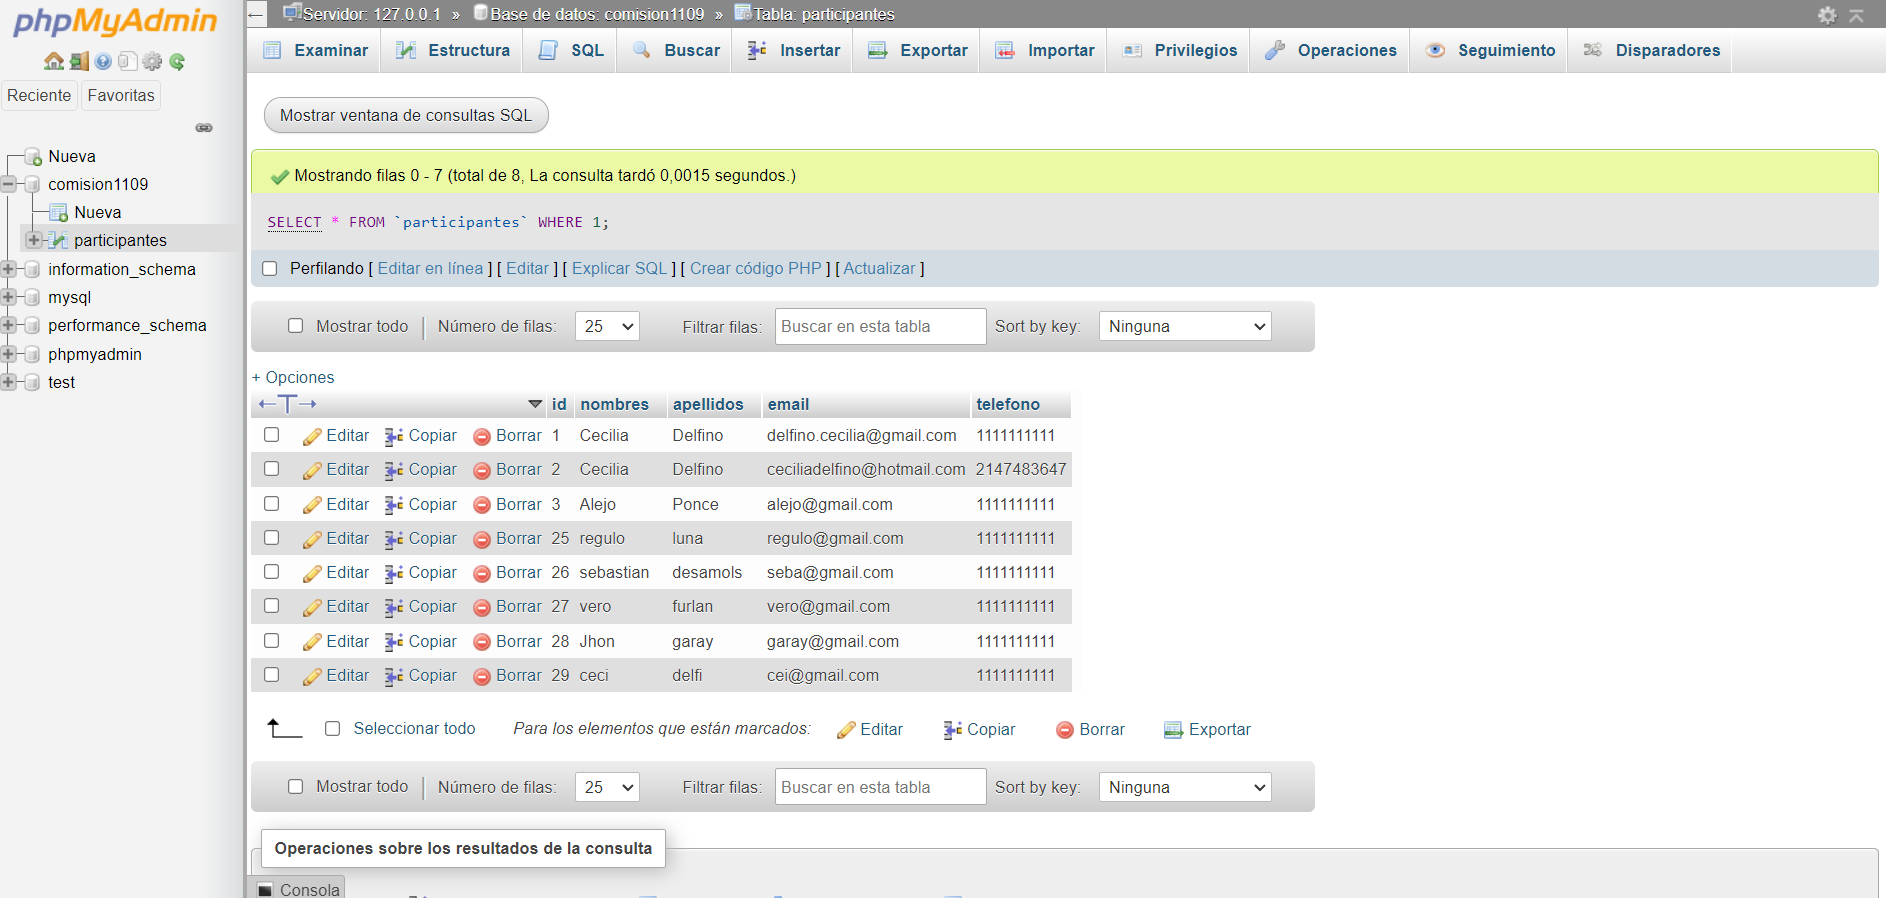 phpMyAdmin
Reciente Favoritas
Nueva
comision1109
Nueva
participantes
information_schema
mysql
performance_schema
phpmyadmin
test
Servidor: 127.0.0.1 » Base de datos: comision1109 » Tabla: participantes
Examinar Estructura SQL Buscar Insertar Exportar Importar Privilegios Operaciones Seguimiento Disparadores
Mostrar ventana de consultas SQL
Mostrando filas 0 - 7 (total de 8, La consulta tardó 0,0015 segundos.)
SELECT * FROM `participantes` WHERE 1;
Perfilando [ Editar en línea ] [ Editar ] [ Explicar SQL ] [ Crear código PHP ] [ Actualizar ]
Mostrar todo | Número de filas: 25 Filtrar filas: Buscar en esta tabla Sort by key: Ninguna
+ Opciones
←T→ id nombres apellidos email telefono
Editar Copiar Borrar 1 Cecilia Delfino delfino.cecilia@gmail.com 1111111111
Editar Copiar Borrar 2 Cecilia Delfino ceciliadelfino@hotmail.com 2147483647
Editar Copiar Borrar 3 Alejo Ponce alejo@gmail.com 1111111111
Editar Copiar Borrar 25 regulo luna regulo@gmail.com 1111111111
Editar Copiar Borrar 26 sebastian desamols seba@gmail.com 1111111111
Editar Copiar Borrar 27 vero furlan vero@gmail.com 1111111111
Editar Copiar Borrar 28 Jhon garay garay@gmail.com 1111111111
Editar Copiar Borrar 29 ceci delfi cei@gmail.com 1111111111
Seleccionar todo Para los elementos que están marcados: Editar Copiar Borrar Exportar
Mostrar todo | Número de filas: 25 Filtrar filas: Buscar en esta tabla Sort by key: Ninguna
Operaciones sobre los resultados de la consulta
Consola